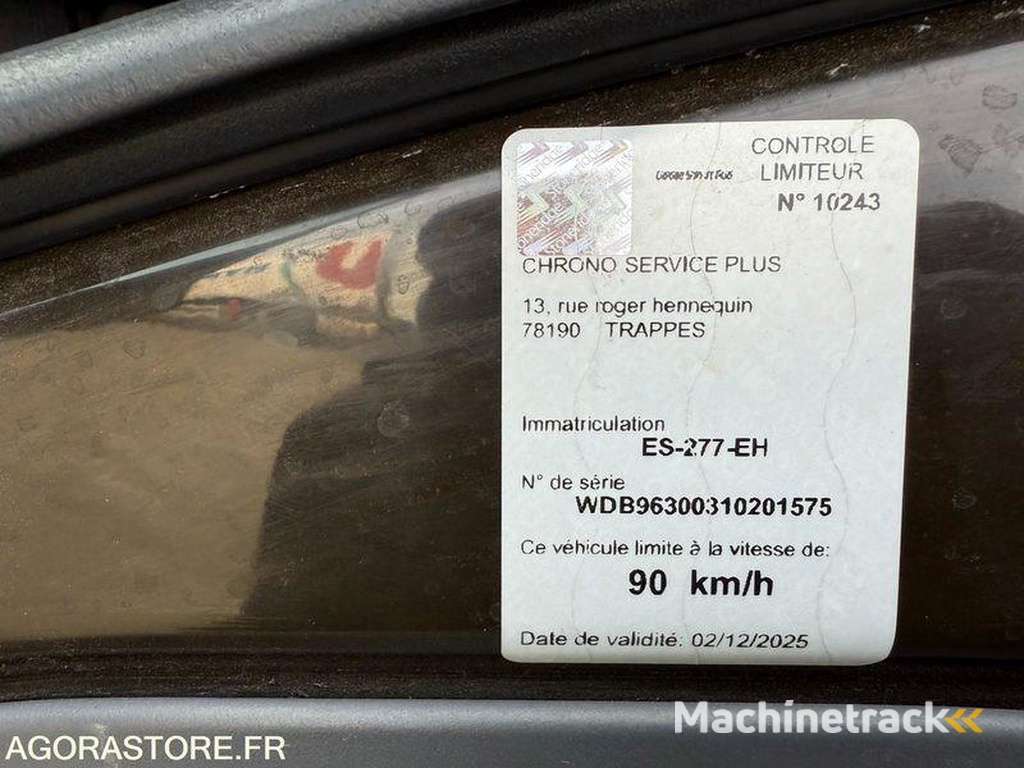 CONTROLE
LIMITEUR
N° 10243
CHRONO SERVICE PLUS
13, rue roger hennequin
78190 TRAPPES
Immatriculation
ES-277-EH
N° de série
WDB96300310201575
Ce véhicule limite à la vitesse de:
90 km/h
Date de validité: 02/12/2025
Machinetrack
AGORASTORE.FR